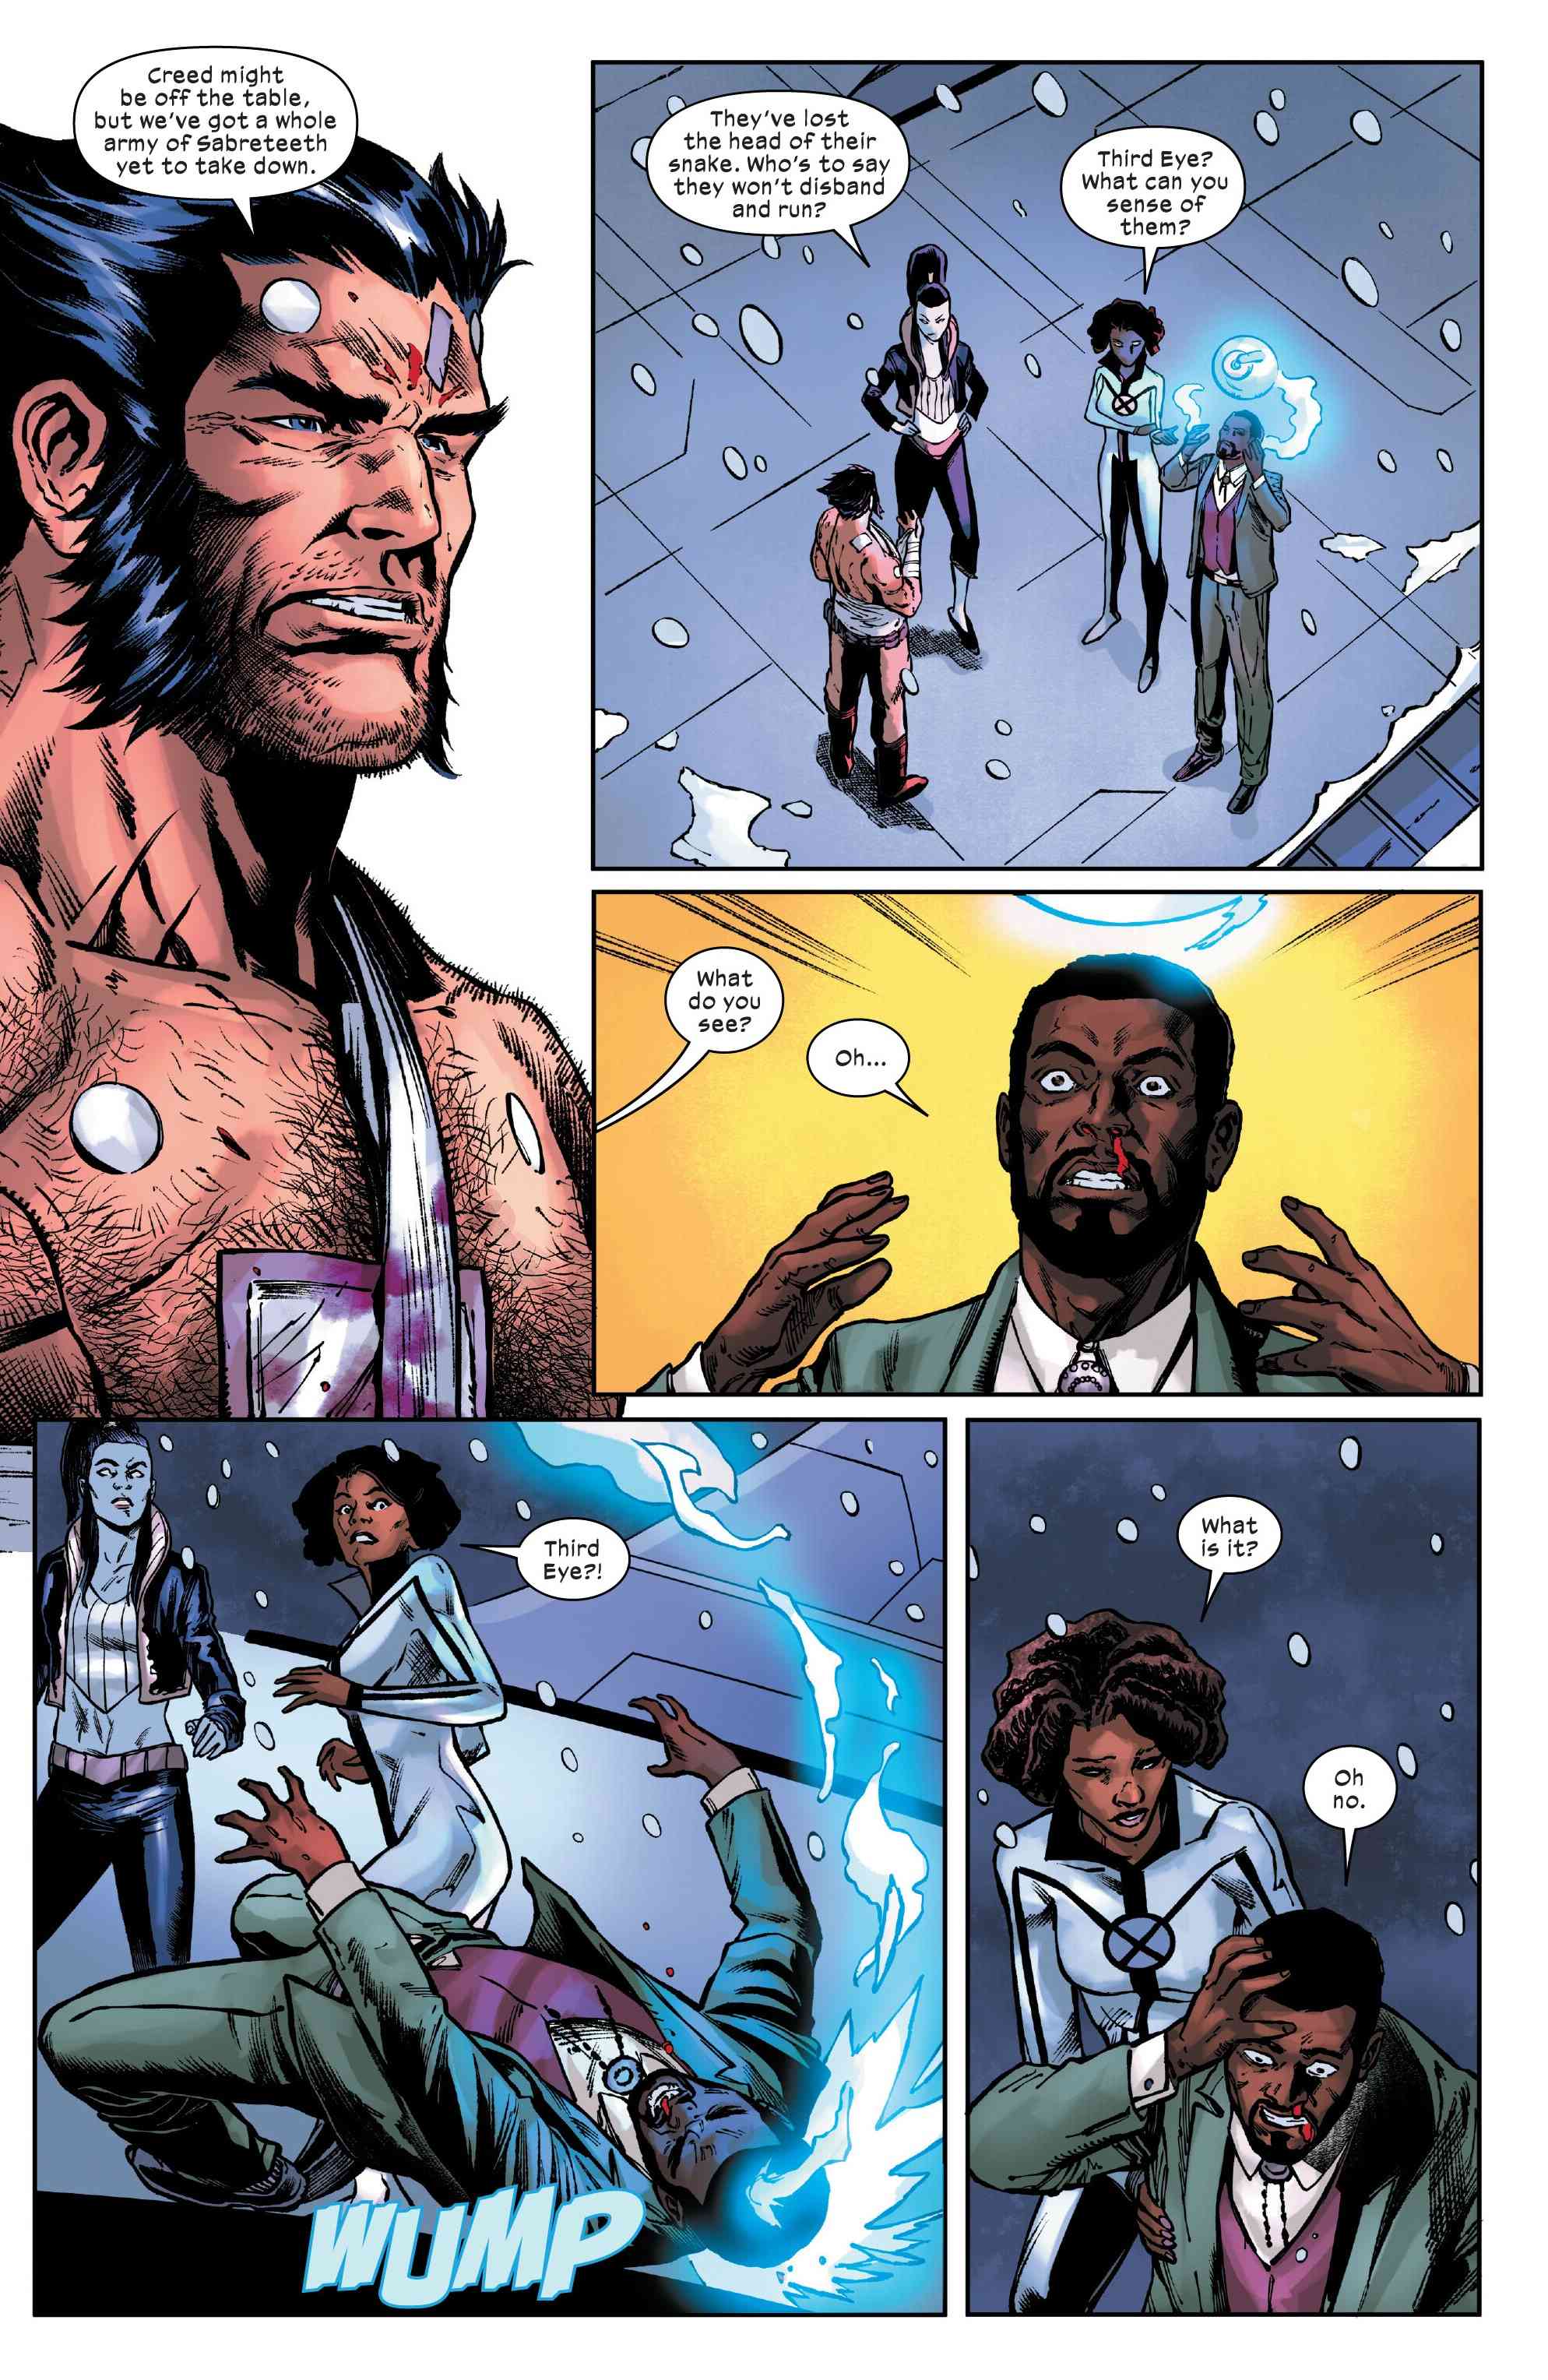 Creed might
be off the table,
but we've got a whole
army of Sabreteeth
yet to take down.
They've lost
the head of their
snake. Who's to say
they won't disband
and run?
Third Eye?
What can you
sense of
them?
What
do you
see?
Oh...
Third
Eye?!
WUMP
What
is it?
Oh
no.